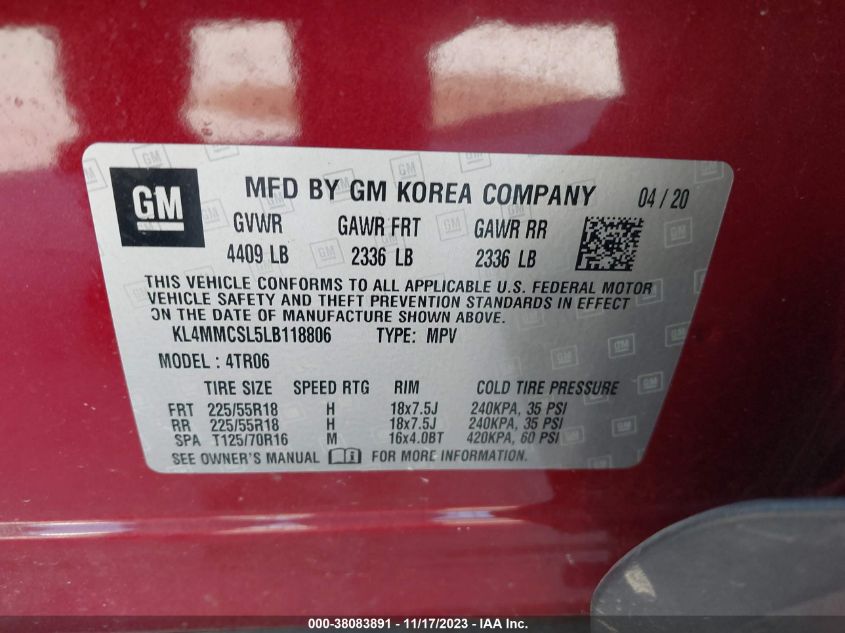 GM MFD BY GM KOREA COMPANY 04 / 20
GVWR GAWR FRT GAWR RR
4409 LB 2336 LB 2336 LB
THIS VEHICLE CONFORMS TO ALL APPLICABLE U.S. FEDERAL MOTOR
VEHICLE SAFETY AND THEFT PREVENTION STANDARDS IN EFFECT
ON THE DATE OF MANUFACTURE SHOWN ABOVE.
KL4MMCSL5LB118806 TYPE: MPV
MODEL : 4TR06
TIRE SIZE SPEED RTG RIM COLD TIRE PRESSURE
FRT 225/55R18 H 18x7.5J 240KPA, 35 PSI
RR 225/55R18 H 18x7.5J 240KPA, 35 PSI
SPA T125/70R16 M 16x4.0BT 420KPA, 60 PSI
SEE OWNER'S MANUAL FOR MORE INFORMATION.
000-38083891 - 11/17/2023 - IAA Inc.